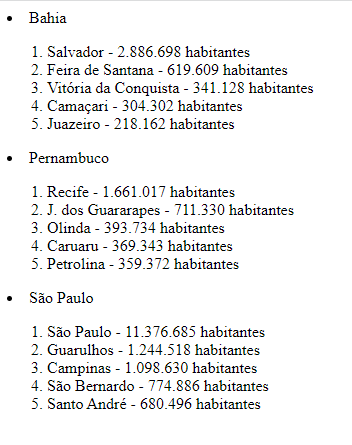 • Bahia
1. Salvador - 2.886.698 habitantes
2. Feira de Santana - 619.609 habitantes
3. Vitória da Conquista - 341.128 habitantes
4. Camaçari - 304.302 habitantes
5. Juazeiro - 218.162 habitantes
• Pernambuco
1. Recife - 1.661.017 habitantes
2. J. dos Guararapes - 711.330 habitantes
3. Olinda - 393.734 habitantes
4. Caruaru - 369.343 habitantes
5. Petrolina - 359.372 habitantes
• São Paulo
1. São Paulo - 11.376.685 habitantes
2. Guarulhos - 1.244.518 habitantes
3. Campinas - 1.098.630 habitantes
4. São Bernardo - 774.886 habitantes
5. Santo André - 680.496 habitantes